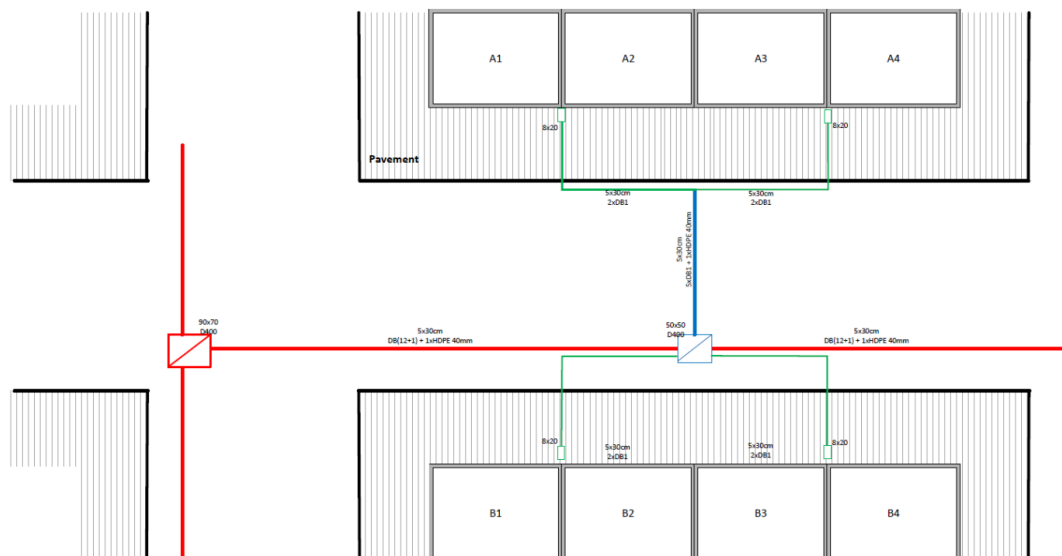 A1
A2
A3
A4
8x20
8x20
Pavement
5x30cm
2xDB1
5x30cm
2xDB1
5x30cm
5xDB1 + 1xHDPE 40mm
90x70
D400
5x30cm
DB(12+1) + 1xHDPE 40mm
50x50
D400
5x30cm
DB(12+1) + 1xHDPE 40mm
8x20
5x30cm
2xDB1
5x30cm
2xDB1
8x20
B1
B2
B3
B4